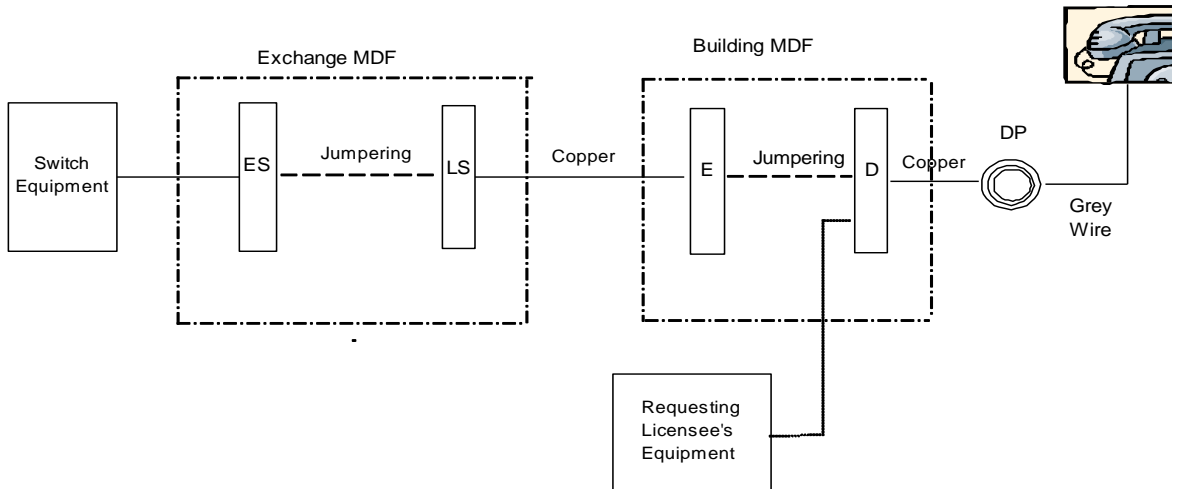 Exchange MDF
Building MDF
Switch
Equipment
ES
Jumpering
LS
Copper
E
Jumpering
D
Copper
DP
Grey
Wire
Requesting
Licensee's
Equipment